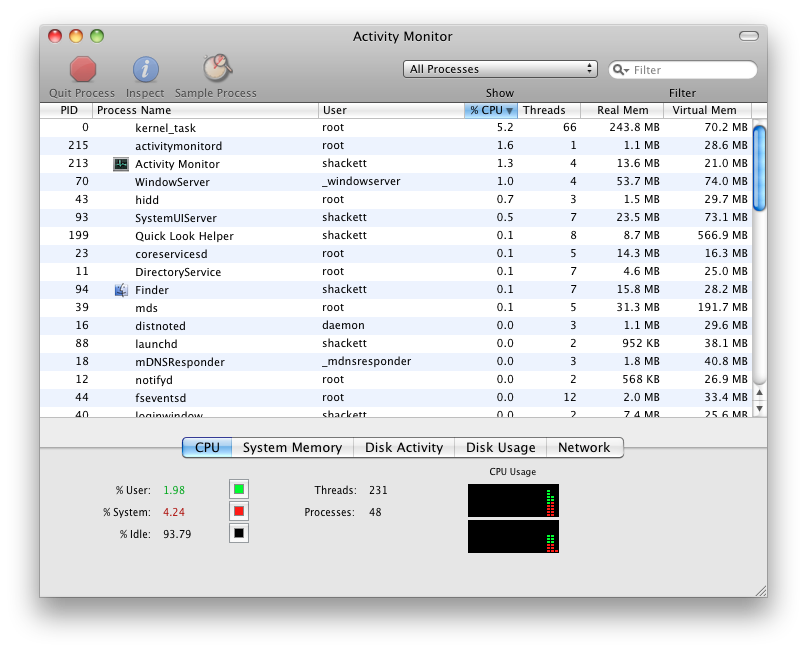 Activity Monitor
Quit Process Inspect Sample Process All Processes Show Filter Filter
PID Process Name User % CPU Threads Real Mem Virtual Mem
0 kernel_task root 5.2 66 243.8 MB 70.2 MB
215 activitymonitord root 1.6 1 1.1 MB 28.6 MB
213 Activity Monitor shackett 1.3 4 13.6 MB 21.0 MB
70 WindowServer _windowserver 1.0 4 53.7 MB 74.0 MB
43 hidd root 0.7 3 1.5 MB 29.7 MB
93 SystemUIServer shackett 0.5 7 23.5 MB 73.1 MB
199 Quick Look Helper shackett 0.1 8 8.7 MB 566.9 MB
23 coreservicesd root 0.1 5 14.3 MB 16.3 MB
11 DirectoryService root 0.1 7 4.6 MB 25.0 MB
94 Finder shackett 0.1 7 15.8 MB 28.2 MB
39 mds root 0.1 5 31.3 MB 191.7 MB
16 distnoted daemon 0.0 3 1.1 MB 29.6 MB
88 launchd shackett 0.0 2 952 KB 38.1 MB
18 mDNSResponder _mdnsresponder 0.0 3 1.8 MB 40.8 MB
12 notifyd root 0.0 2 568 KB 26.9 MB
44 fseventsd root 0.0 12 2.0 MB 33.4 MB
40 loginwindow shackett 0.0 2 7.4 MB 25.6 MB
CPU System Memory Disk Activity Disk Usage Network
CPU Usage
% User: 1.98 Threads: 231
% System: 4.24 Processes: 48
% Idle: 93.79